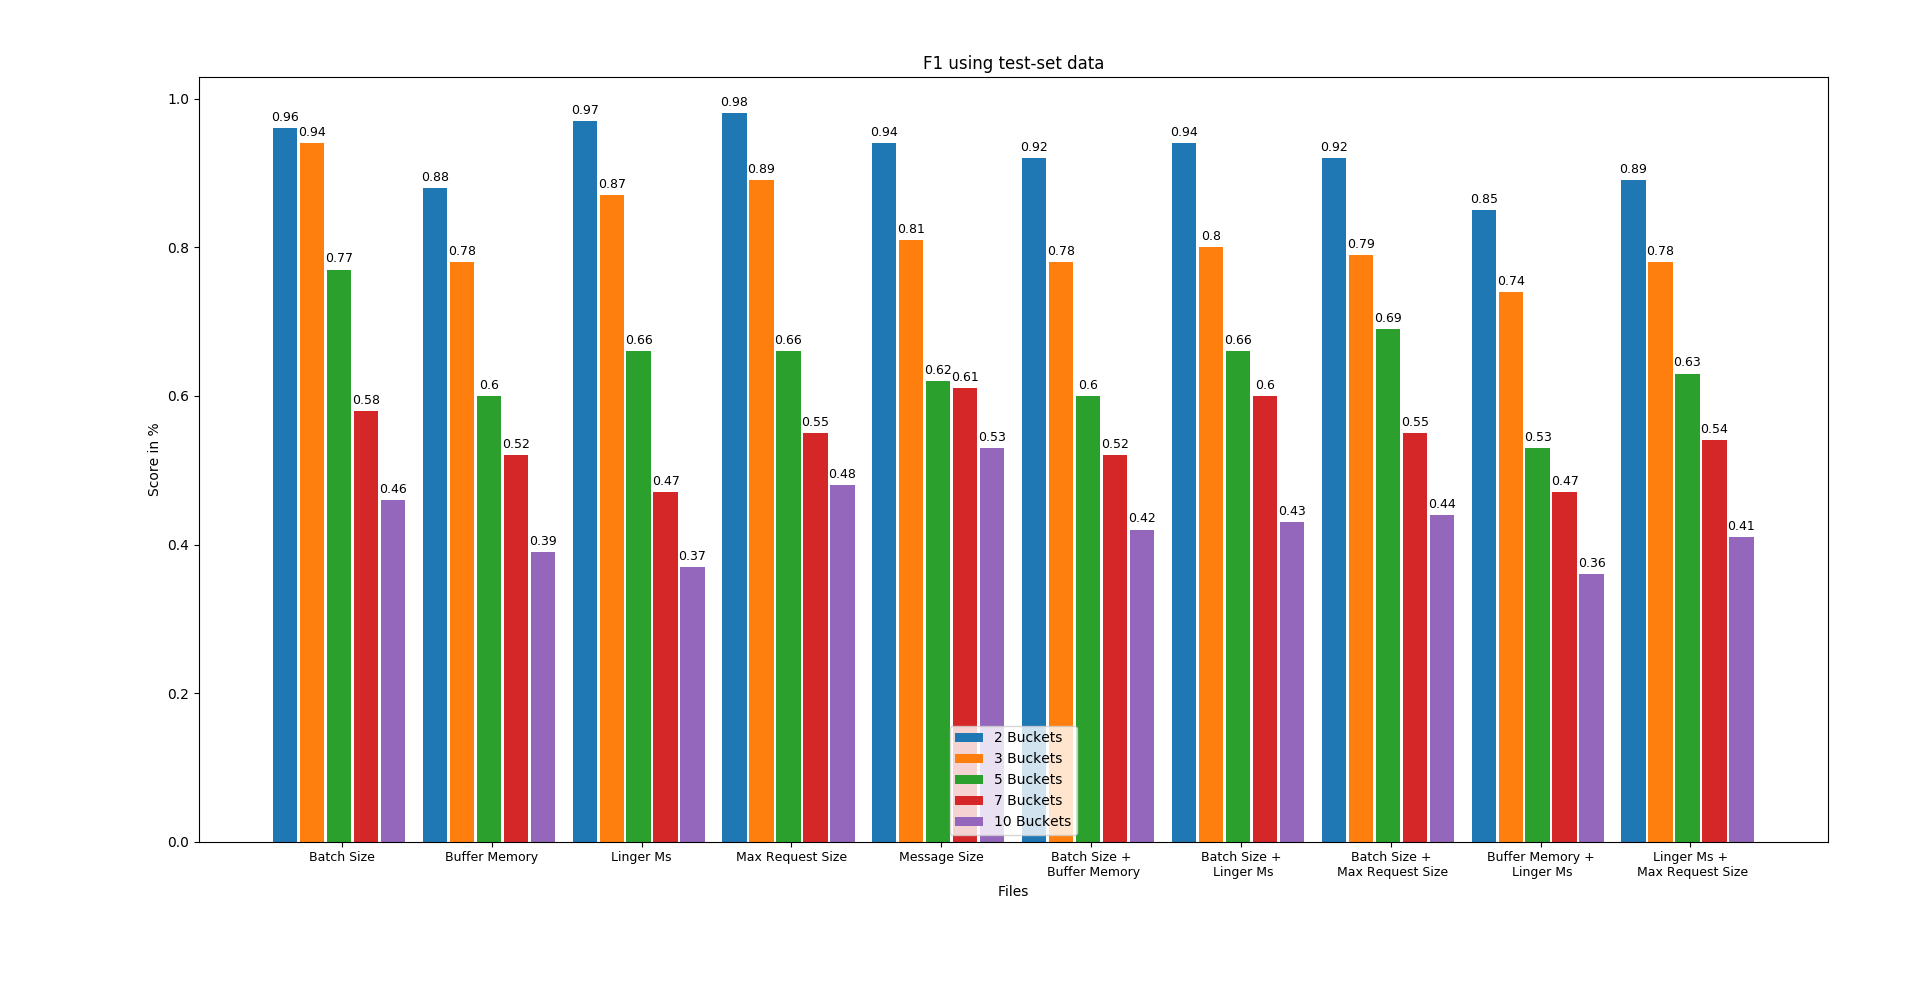 F1 using test-set data
Score in %
1.0
0.8
0.6
0.4
0.2
0.0
0.96
0.94
0.77
0.58
0.46
0.88
0.78
0.6
0.52
0.39
0.97
0.87
0.66
0.47
0.37
0.98
0.89
0.66
0.55
0.48
0.94
0.81
0.62
0.61
0.53
0.92
0.78
0.6
0.52
0.42
0.94
0.8
0.66
0.6
0.43
0.92
0.79
0.69
0.55
0.44
0.85
0.74
0.53
0.47
0.36
0.89
0.78
0.63
0.54
0.41
2 Buckets
3 Buckets
5 Buckets
7 Buckets
10 Buckets
Batch Size
Buffer Memory
Linger Ms
Max Request Size
Message Size
Batch Size +
Buffer Memory
Batch Size +
Linger Ms
Batch Size +
Max Request Size
Buffer Memory +
Linger Ms
Linger Ms +
Max Request Size
Files